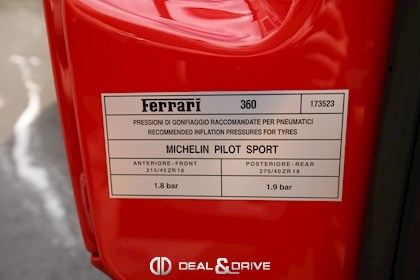 Ferrari 360 173523
PRESSIONI DI GONFIAGGIO RACCOMANDATE PER PNEUMATICI
RECOMMENDED INFLATION PRESSURES FOR TYRES
MICHELIN PILOT SPORT
ANTERIORE-FRONT POSTERIORE-REAR
215/45ZR18 275/40ZR18
1.8 bar 1.9 bar
DEAL&DRIVE